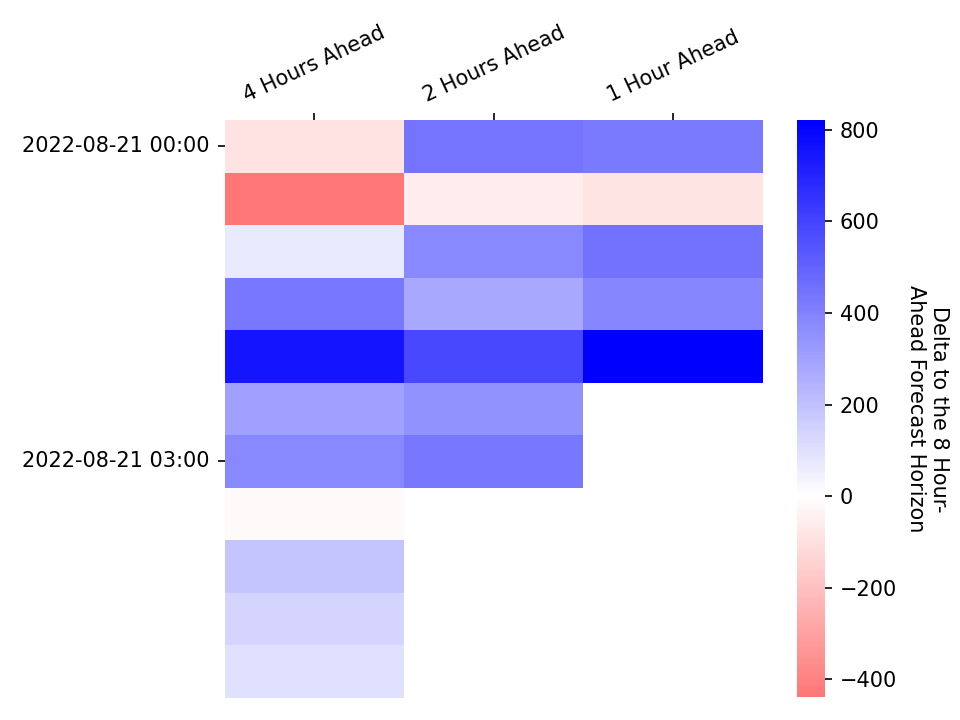 4 Hours Ahead
2 Hours Ahead
1 Hour Ahead
2022-08-21 00:00
2022-08-21 03:00
800
600
400
200
0
−200
−400
Delta to the 8 Hour-
Ahead Forecast Horizon